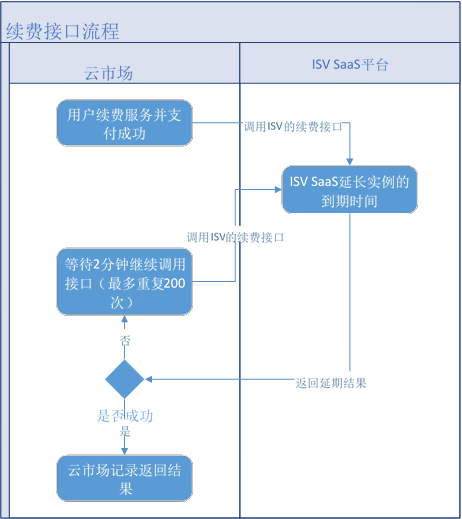 续费接口流程
云市场
ISV SaaS平台
用户续费服务并支
付成功
调用ISV的续费接口
ISV SaaS延长实例的
到期时间
调用ISV的续费接口
等待2分钟继续调用
接口（最多重复200
次）
否
返回延期结果
是否成功
是
云市场记录返回结
果